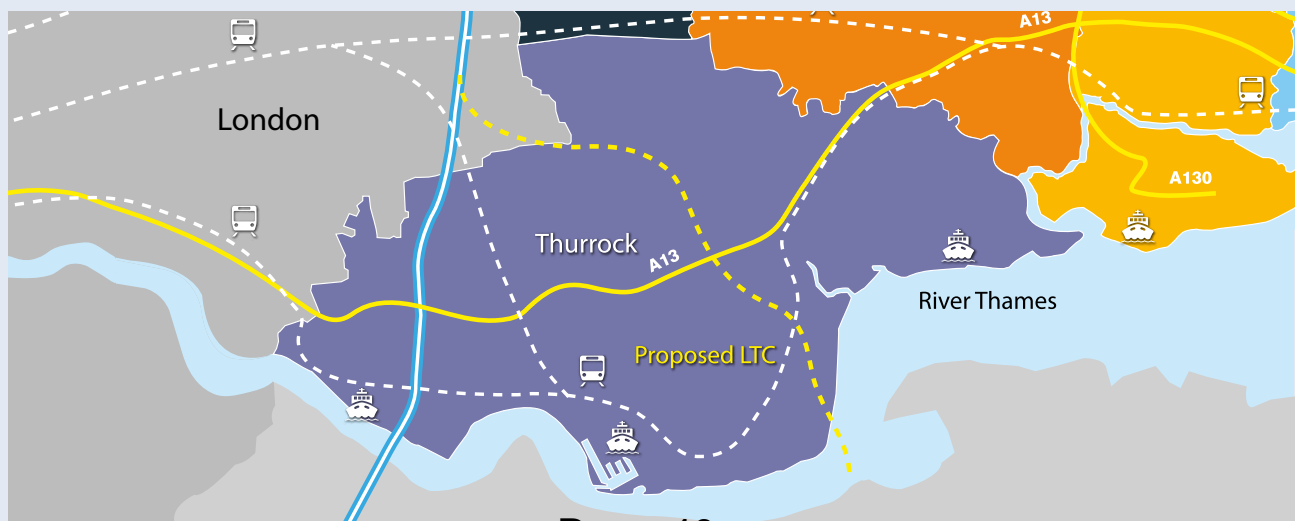 A13
London
A130
Thurrock
A13
River Thames
Proposed LTC